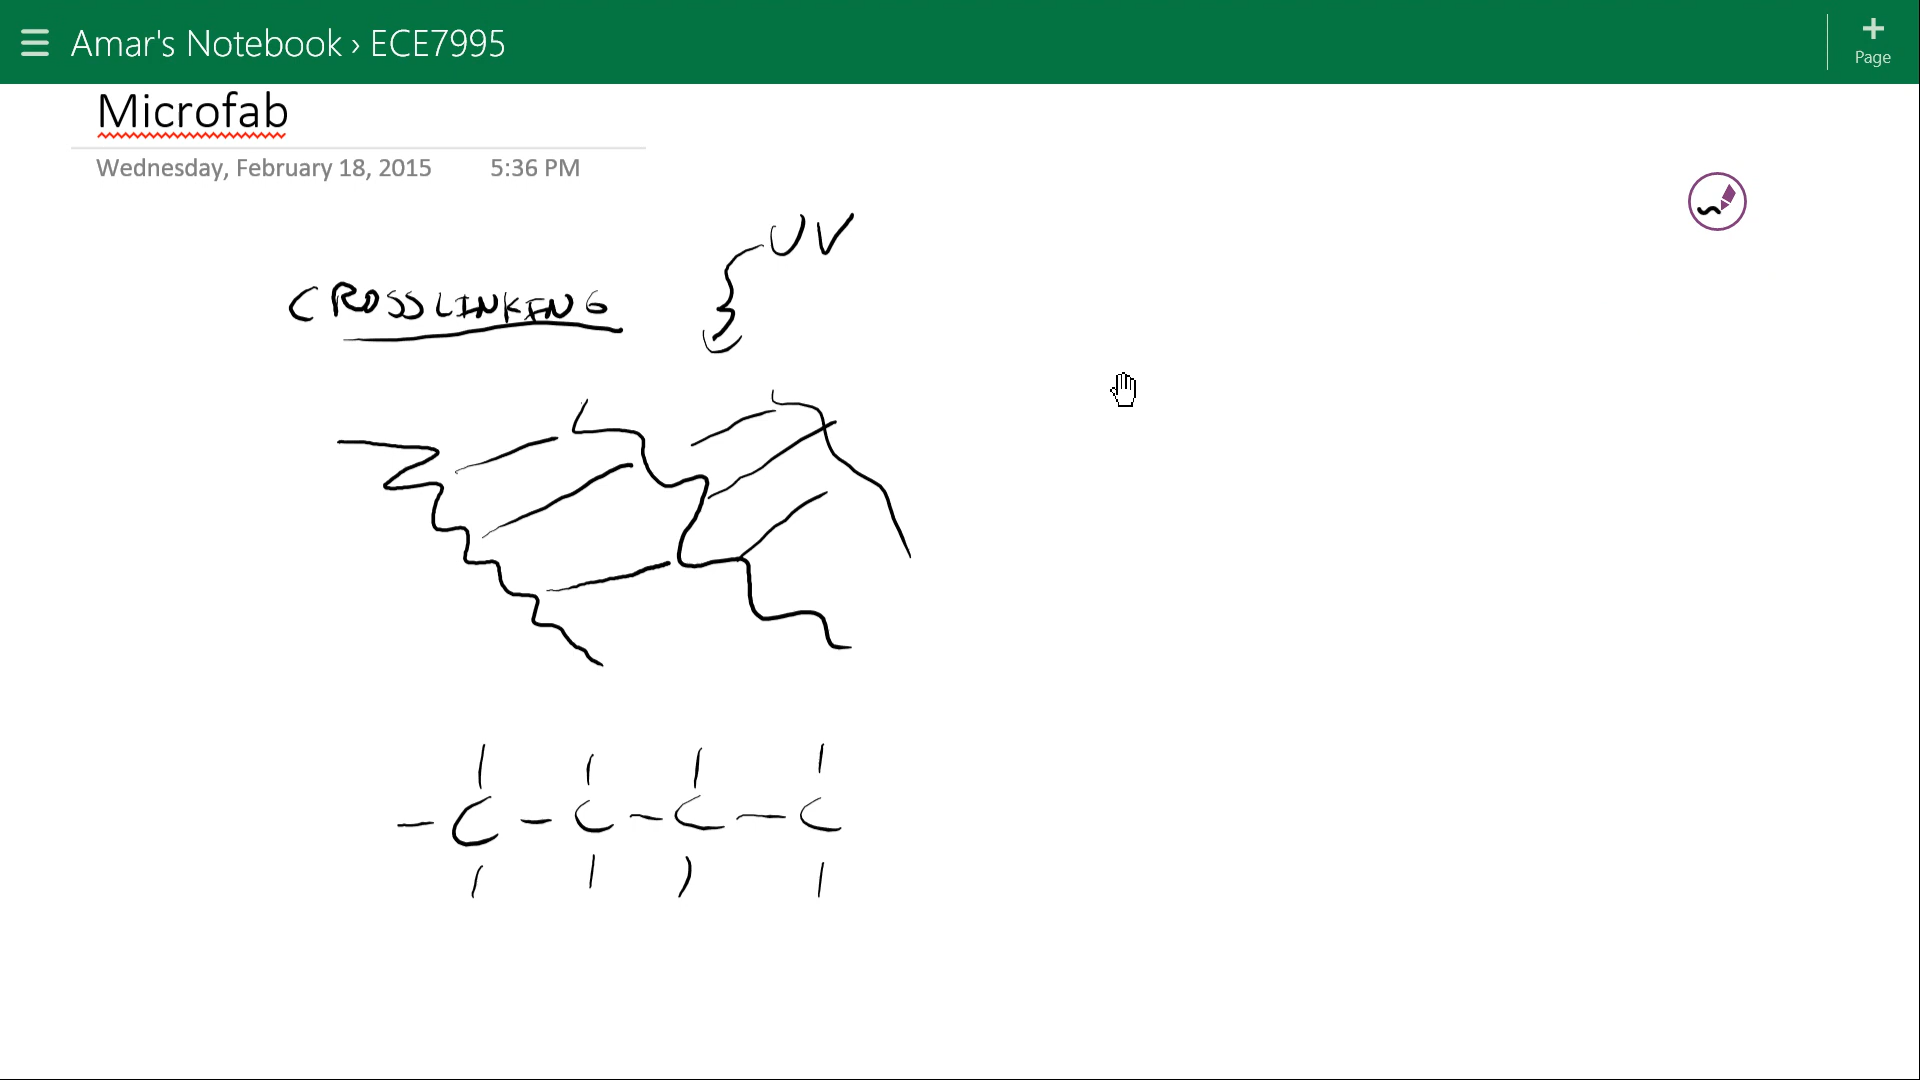 Amar's Notebook › ECE7995
Page
Microfab
Wednesday, February 18, 2015 5:36 PM
UV
CROSSLINKING
- C - C - C - C